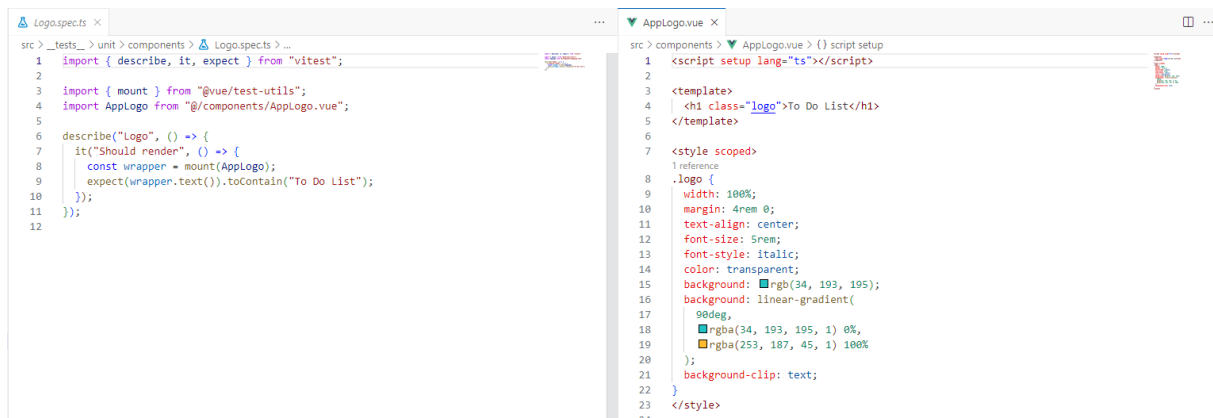 Logo.spec.ts
src > __tests__ > unit > components > Logo.spec.ts > ...
1 import { describe, it, expect } from "vitest";
2
3 import { mount } from "@vue/test-utils";
4 import AppLogo from "@/components/AppLogo.vue";
5
6 describe("Logo", () => {
7 it("Should render", () => {
8 const wrapper = mount(AppLogo);
9 expect(wrapper.text()).toContain("To Do List");
10 });
11 });
12
AppLogo.vue
src > components > AppLogo.vue > {} script setup
1 <script setup lang="ts"></script>
2
3 <template>
4 <h1 class="logo">To Do List</h1>
5 </template>
6
7 <style scoped>
1 reference
8 .logo {
9 width: 100%;
10 margin: 4rem 0;
11 text-align: center;
12 font-size: 5rem;
13 font-style: italic;
14 color: transparent;
15 background: rgb(34, 193, 195);
16 background: linear-gradient(
17 90deg,
18 rgba(34, 193, 195, 1) 0%,
19 rgba(253, 187, 45, 1) 100%
20 );
21 background-clip: text;
22 }
23 </style>